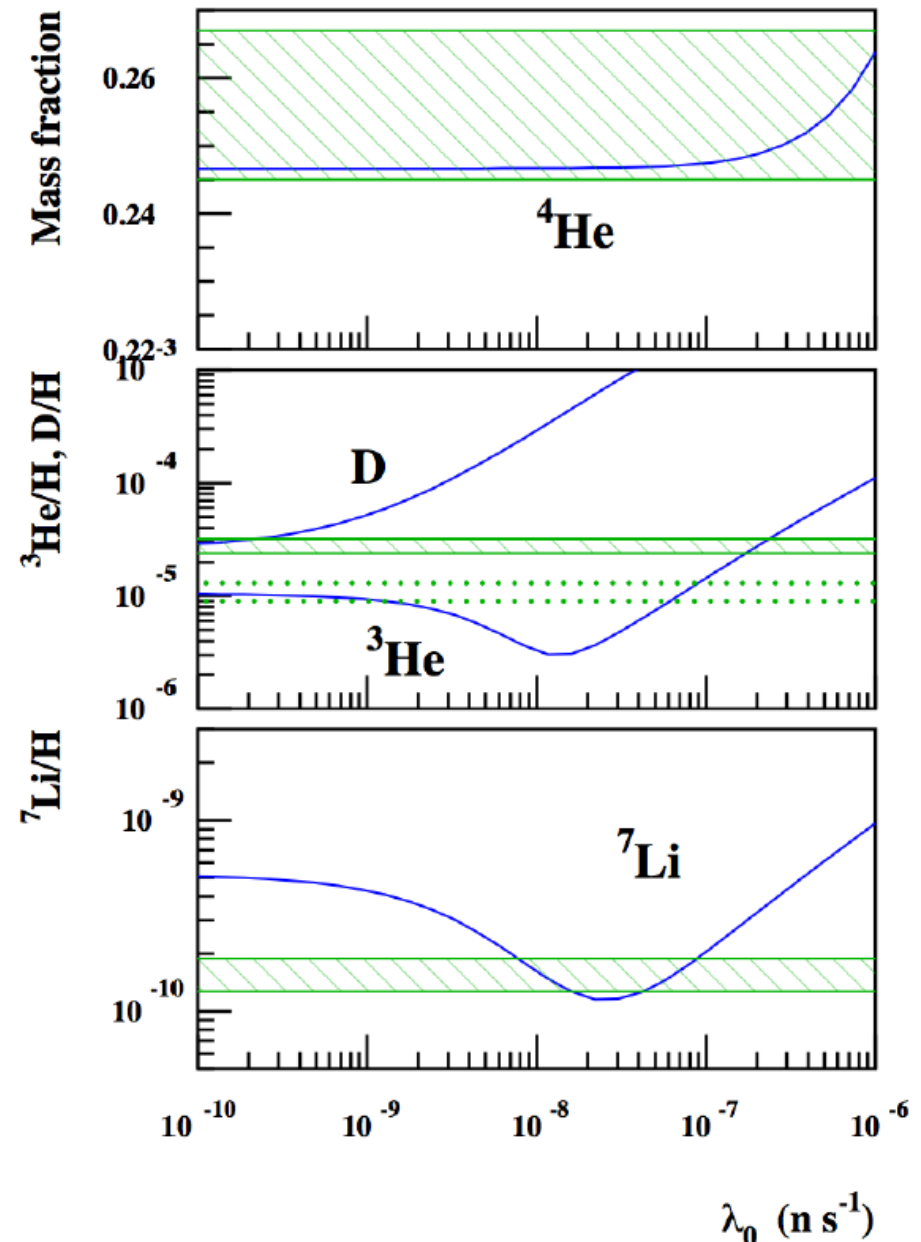 Mass fraction
0.26
0.24
0.22
⁴He
³He/H, D/H
10⁻³
10⁻⁴
10⁻⁵
10⁻⁶
D
³He
⁷Li/H
10⁻⁹
10⁻¹⁰
⁷Li
10⁻¹⁰ 10⁻⁹ 10⁻⁸ 10⁻⁷ 10⁻⁶
λ₀ (n s⁻¹)